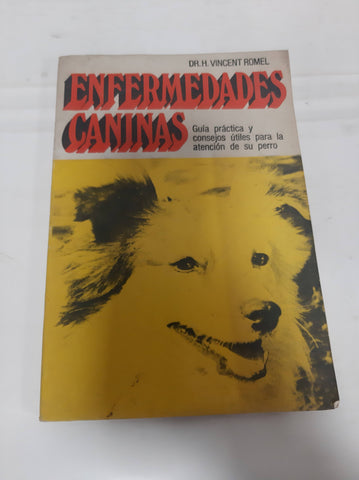 DR. H. VINCENT ROMEL
ENFERMEDADES
CANINAS
Guía práctica y
consejos útiles para la
atención de su perro